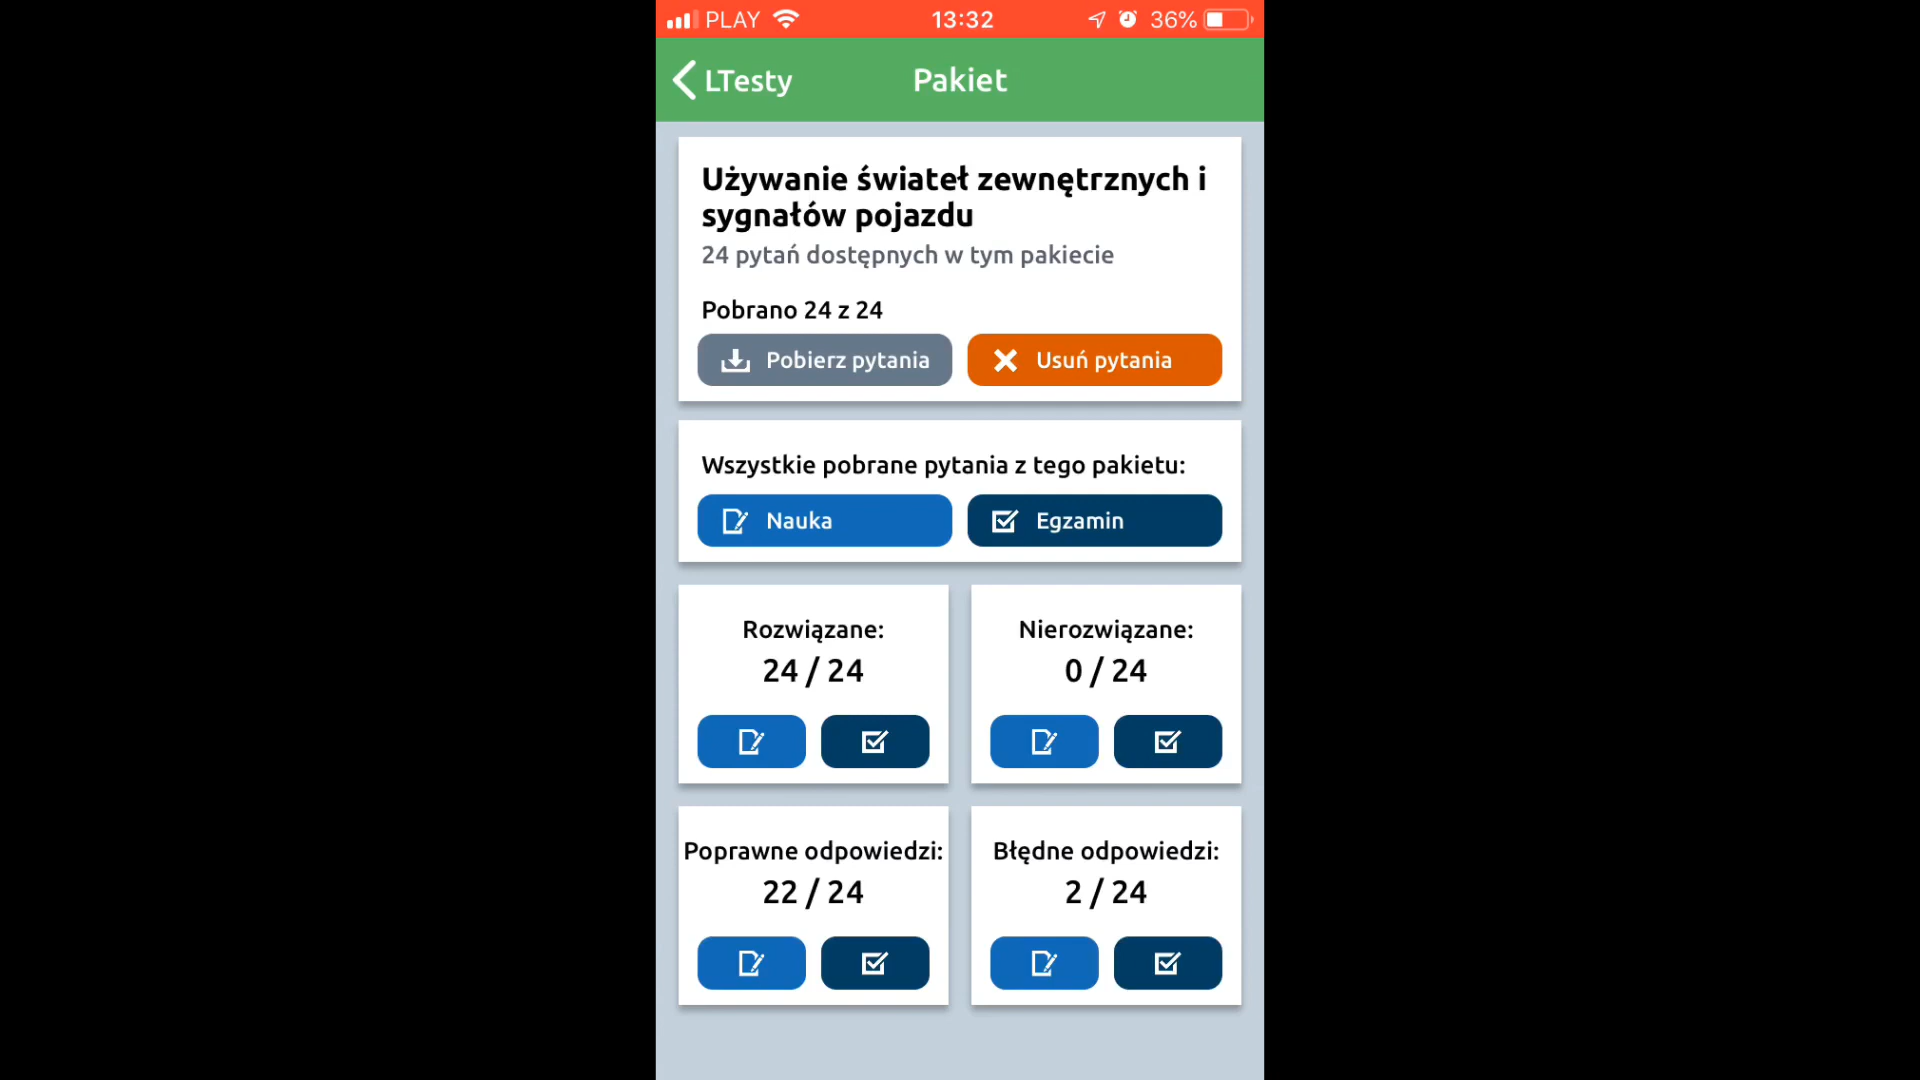 PLAY 13:32 36%
LTesty Pakiet
Używanie świateł zewnętrznych i
sygnałów pojazdu
24 pytań dostępnych w tym pakiecie
Pobrano 24 z 24
Pobierz pytania Usuń pytania
Wszystkie pobrane pytania z tego pakietu:
Nauka Egzamin
Rozwiązane: Nierozwiązane:
24 / 24 0 / 24
Poprawne odpowiedzi: Błędne odpowiedzi:
22 / 24 2 / 24